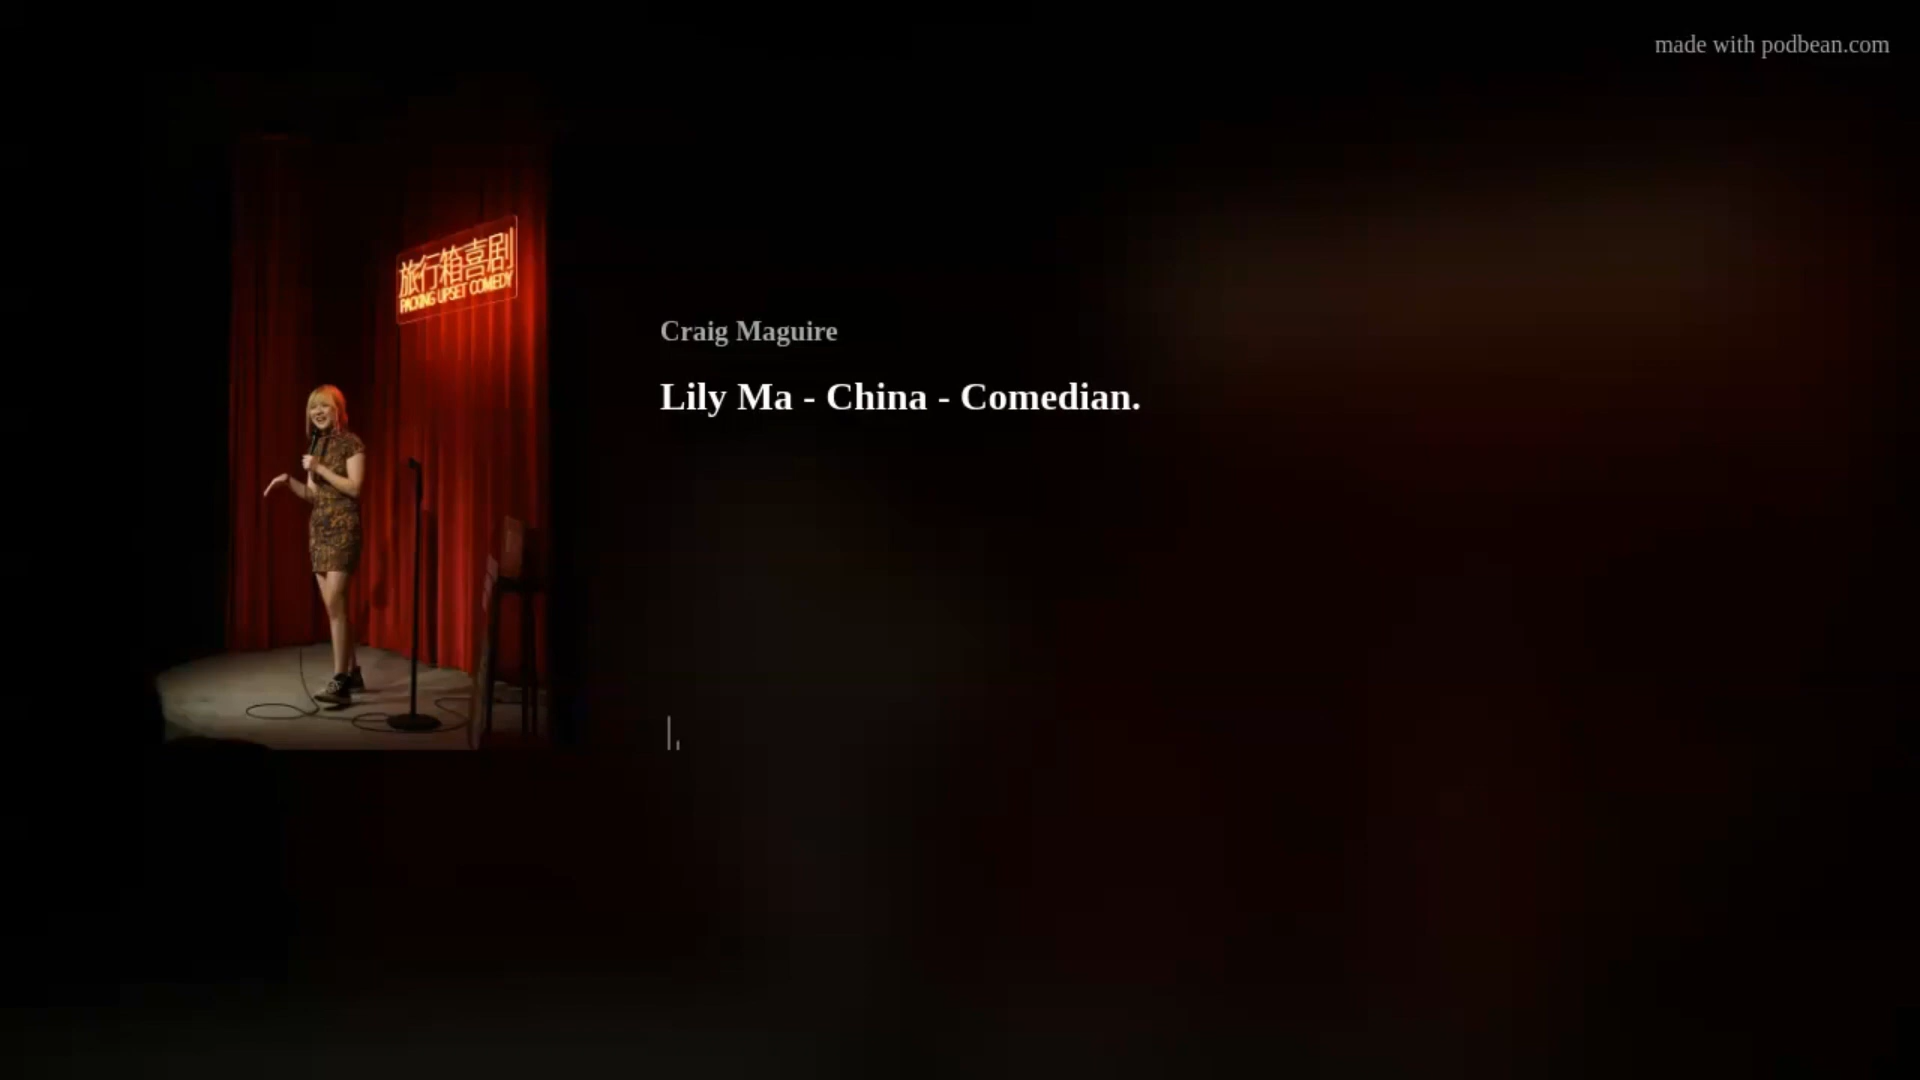 made with podbean.com
旅行箱喜剧
PACKING UPSET COMEDY
Craig Maguire
Lily Ma - China - Comedian.